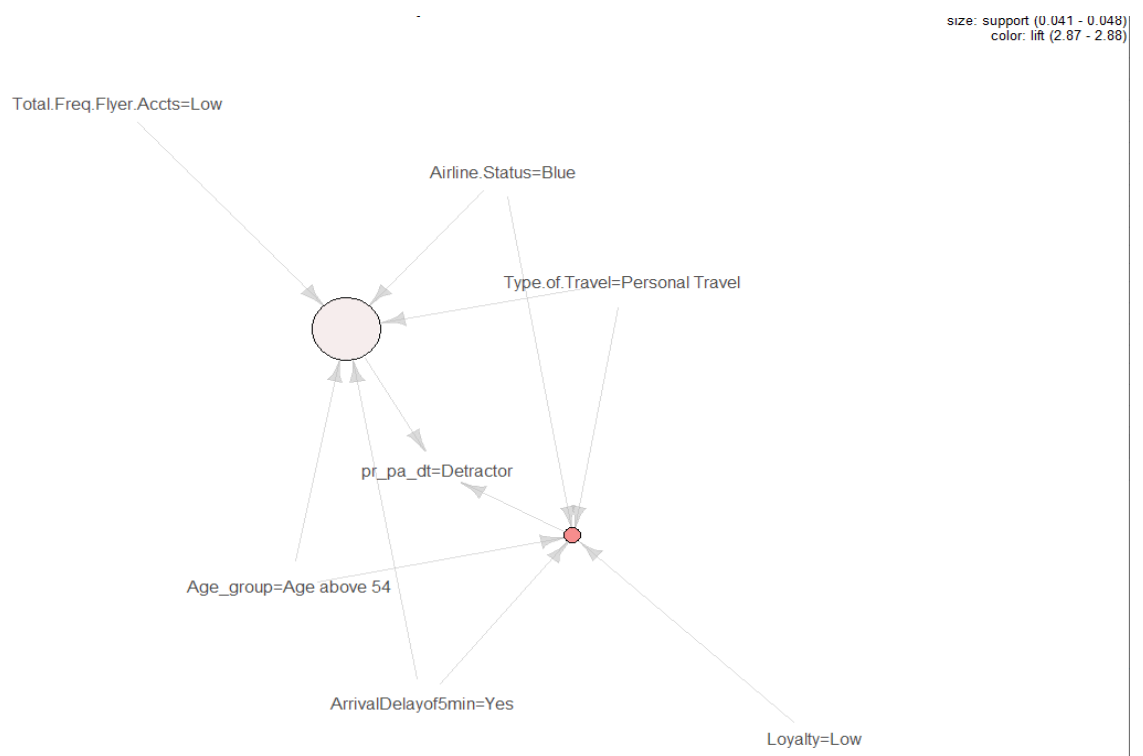 size: support (0.041 - 0.048)
color: lift (2.87 - 2.88)
Total.Freq.Flyer.Accts=Low
Airline.Status=Blue
Type.of.Travel=Personal Travel
pr_pa_dt=Detractor
Age_group=Age above 54
ArrivalDelayof5min=Yes
Loyalty=Low